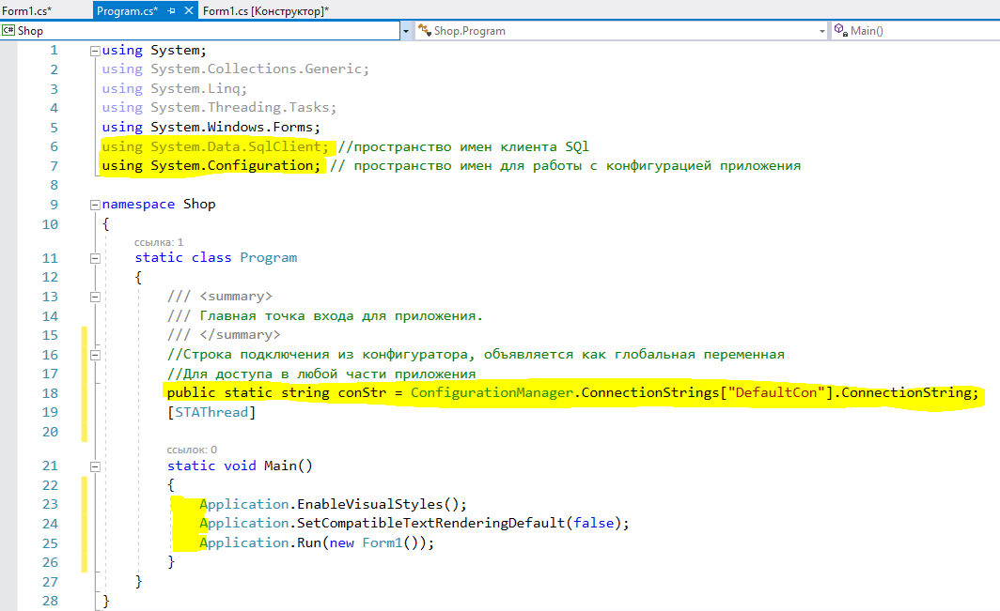 Form1.cs*
Program.cs*
Form1.cs [Конструктор]*
C# Shop
Shop.Program
Main()
1 using System;
2 using System.Collections.Generic;
3 using System.Linq;
4 using System.Threading.Tasks;
5 using System.Windows.Forms;
6 using System.Data.SqlClient; //пространство имен клиента SQl
7 using System.Configuration; // пространство имен для работы с конфигурацией приложения
8
9 namespace Shop
10 {
ссылка: 1
11 static class Program
12 {
13 /// <summary>
14 /// Главная точка входа для приложения.
15 /// </summary>
16 //Строка подключения из конфигуратора, объявляется как глобальная переменная
17 //Для доступа в любой части приложения
18 public static string conStr = ConfigurationManager.ConnectionStrings["DefaultCon"].ConnectionString;
19 [STAThread]
20
ссылок: 0
21 static void Main()
22 {
23 Application.EnableVisualStyles();
24 Application.SetCompatibleTextRenderingDefault(false);
25 Application.Run(new Form1());
26 }
27 }
28 }